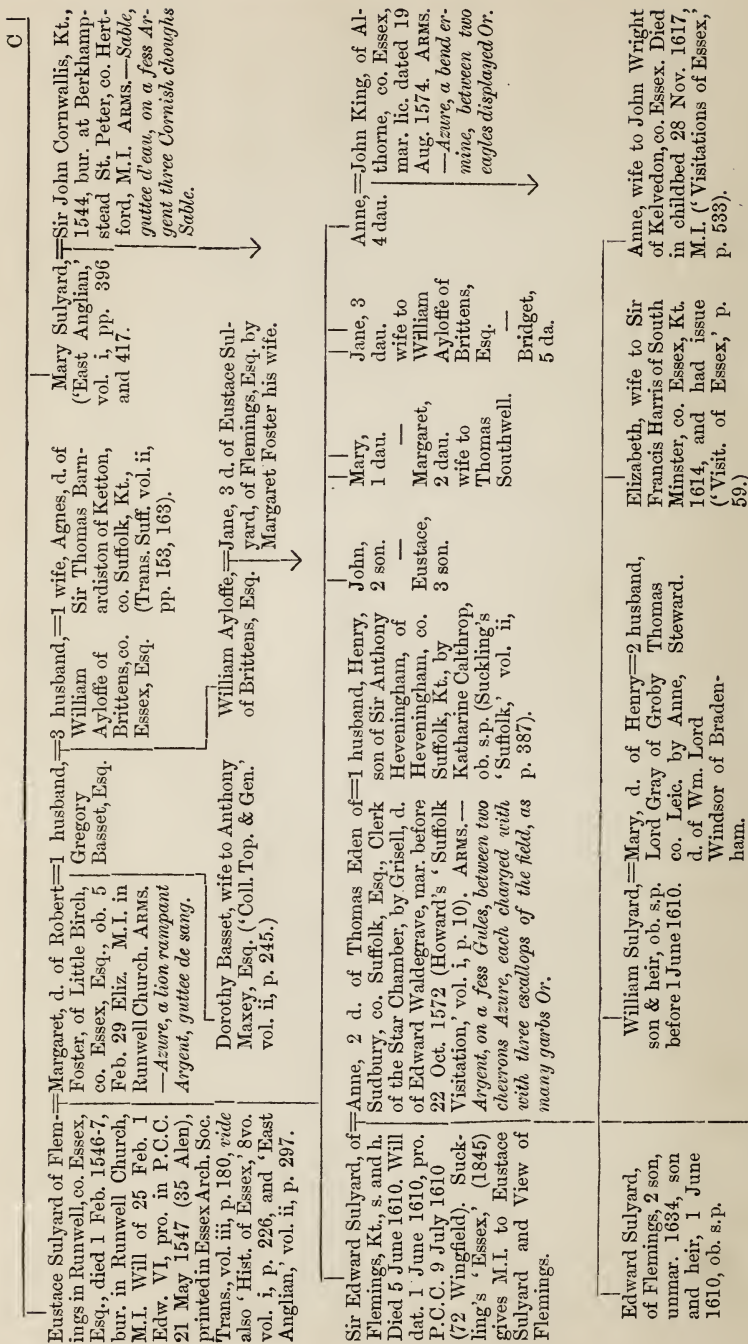 C
Eustace Sulyard of Flem-
ings in Runwell, co. Essex,
Esq., died 1 Feb. 1546-7,
bur. in Runwell Church,
M.I. Will of 25 Feb. 1
Edw. VI, pro. in P.C.C.
21 May 1547 (35 Alen),
printed in Essex Arch. Soc.
Trans., vol. iii, p. 180, vide
also 'Hist. of Essex,' 8vo.
vol. i, p. 226, and 'East
Anglian,' vol. ii, p. 297.
=Margaret, d. of Robert=
Foster, of Little Birch,
co. Essex, Esq., ob. 5
Feb. 29 Eliz. M.I. in
Runwell Church. ARMS.
—Azure, a lion rampant
Argent, guttee de sang.
1 husband,
Gregory
Basset, Esq.
=3 husband,=
William
Ayloffe of
Brittens, co.
Essex, Esq.
1 wife, Agnes, d. of
Sir Thomas Barn-
ardiston of Ketton,
co. Suffolk, Kt.,
(Trans. Suff. vol. ii,
pp. 153, 163).
Mary Sulyard,=
('East Anglian,'
vol. i, pp. 396
and 417.
Sir John Cornwallis, Kt.,
1544, bur. at Berkhamp-
stead St. Peter, co. Hert-
ford, M.I. ARMS.—Sable,
guttee d'eau, on a fess Ar-
gent three Cornish choughs
Sable.
Dorothy Basset, wife to Anthony
Maxey, Esq. ('Coll. Top. & Gen.'
vol. ii, p. 245.)
William Ayloffe,=
of Brittens, Esq.
Jane, 3 d. of Eustace Sul-
yard, of Flemings, Esq. by
Margaret Foster his wife.
Sir Edward Sulyard, of=
Flemings, Kt., s. and h.
Died 5 June 1610. Will
dat. 1 June 1610, pro.
P.C.C. 9 July 1610
(72 Wingfield). Suck-
ling's 'Essex,' (1845)
gives M.I. to Eustace
Sulyard and View of
Flemings.
Anne, 2 d. of Thomas Eden of=
Sudbury, co. Suffolk, Esq., Clerk
of the Star Chamber, by Grisell, d.
of Edward Waldegrave, mar. before
22 Oct. 1572 (Howard's 'Suffolk
Visitation,' vol. i, p. 10). ARMS.—
Argent, on a fess Gules, between two
chevrons Azure, each charged with
with three escallops of the field, as
many garbs Or.
1 husband, Henry,
son of Sir Anthony
Heveningham, of
Heveningham, co.
Suffolk, Kt., by
Katharine Calthrop,
ob. s.p. (Suckling's
'Suffolk,' vol. ii,
p. 387).
John,
2 son.
—
Eustace,
3 son.
Mary,
1 dau.
—
Margaret,
2 dau.
wife to
Thomas
Southwell.
Jane, 3
dau.
wife to
William
Ayloffe of
Brittens,
Esq.
—
Bridget,
5 da.
Anne,=
4 dau.
John King, of Al-
thorne, co. Essex,
mar. lic. dated 19
Aug. 1574. ARMS.
—Azure, a bend er-
mine, between two
eagles displayed Or.
Edward Sulyard,
of Flemings, 2 son,
unmar. 1634, son
and heir, 1 June
1610, ob. s.p.
William Sulyard,=
son & heir, ob. s.p.
before 1 June 1610.
Mary, d. of Henry=
Lord Gray of Groby
co. Leic. by Anne,
d. of Wm. Lord
Windsor of Braden-
ham.
2 husband,
Thomas
Steward.
Elizabeth, wife to Sir
Francis Harris of South
Minster, co. Essex, Kt.
1614, and had issue
('Visit. of Essex,' p.
59.)
Anne, wife to John Wright
of Kelvedon, co. Essex. Died
in childbed 28 Nov. 1617,
M.I. ('Visitations of Essex,'
p. 533).